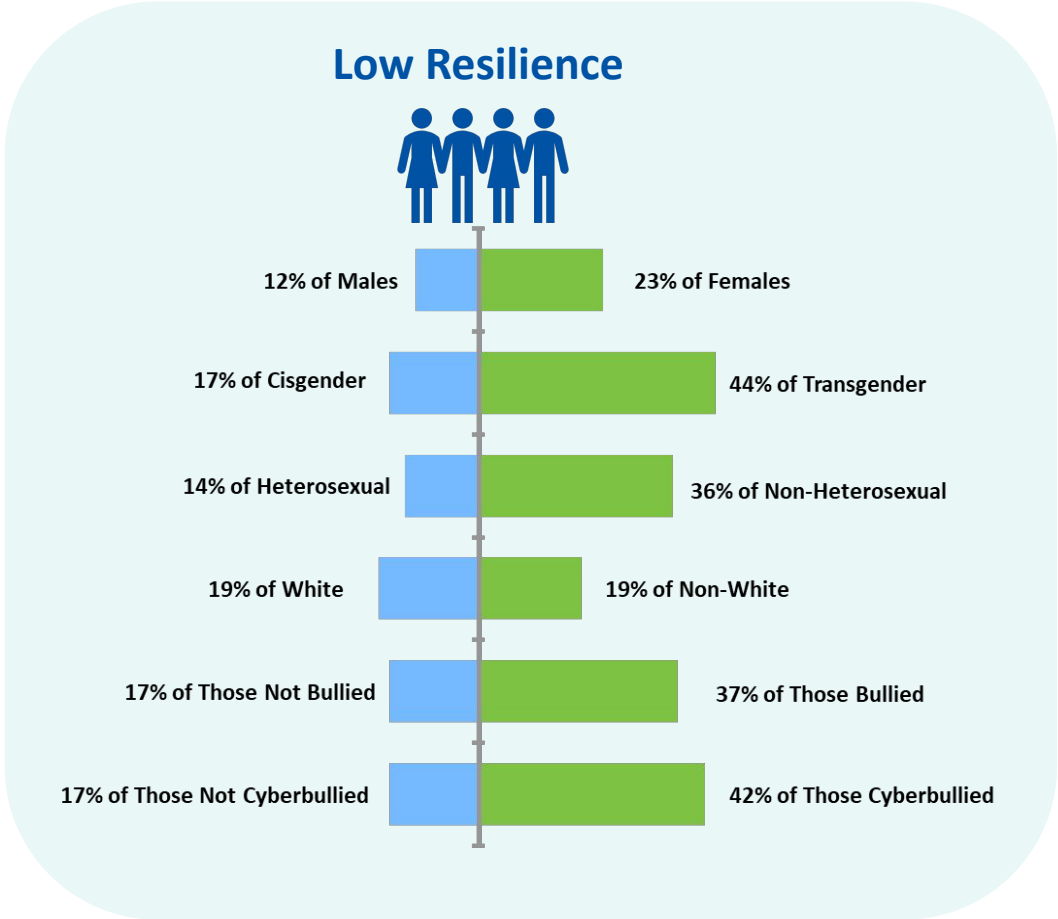 Low Resilience
12% of Males
23% of Females
17% of Cisgender
44% of Transgender
14% of Heterosexual
36% of Non-Heterosexual
19% of White
19% of Non-White
17% of Those Not Bullied
37% of Those Bullied
17% of Those Not Cyberbullied
42% of Those Cyberbullied